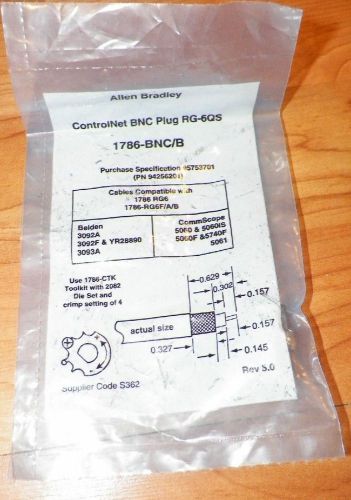 Allen Bradley
ControlNet BNC Plug RG-6QS
1786-BNC/B
Purchase Specification 95753701
(PN 94256201)
Cables Compatible with
1786 RG6
1786-RG6F/A/B
Belden
3092A
3092F & YR28890
3093A
CommScope
5060 & 5060IS
5060F &5740F
5061
Use 1786-CTK
Toolkit with 2082
Die Set and
crimp setting of 4
0.629
0.302
0.157
actual size
0.157
0.327
0.145
Rev 5.0
Supplier Code S362